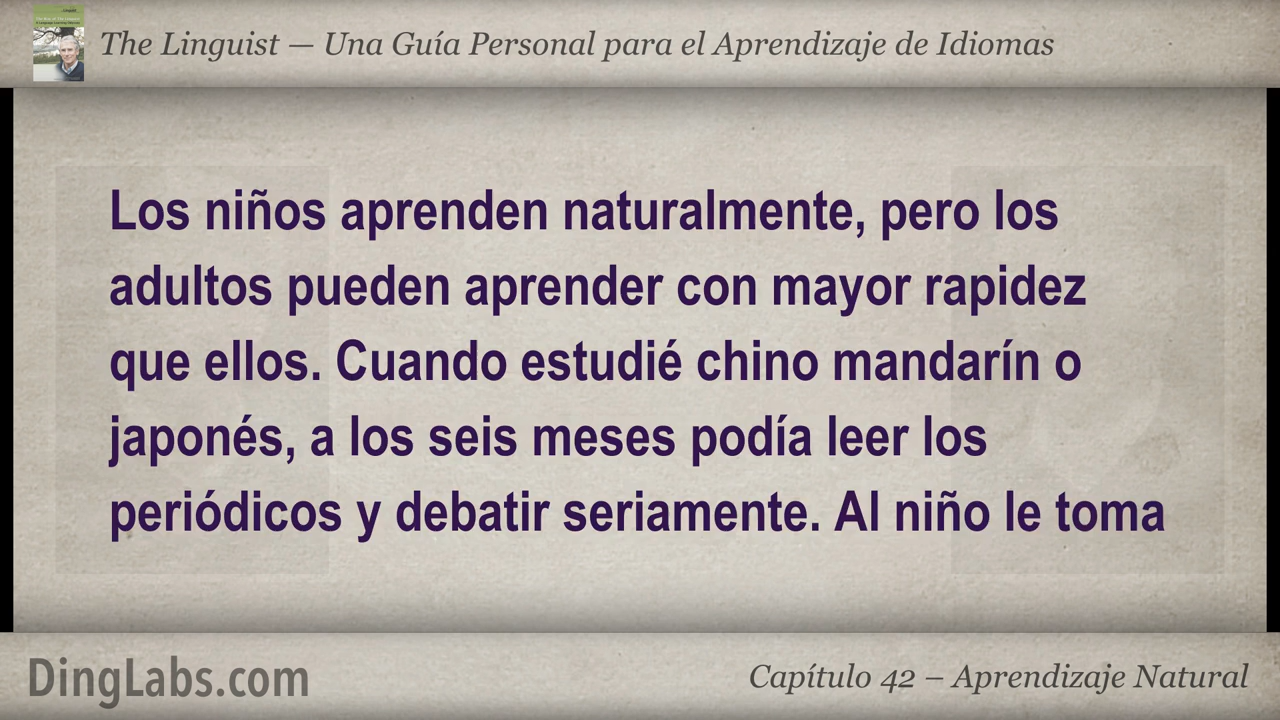 The Linguist — Una Guía Personal para el Aprendizaje de Idiomas
Los niños aprenden naturalmente, pero los
adultos pueden aprender con mayor rapidez
que ellos. Cuando estudié chino mandarín o
japonés, a los seis meses podía leer los
periódicos y debatir seriamente. Al niño le toma
DingLabs.com
Capítulo 42 – Aprendizaje Natural